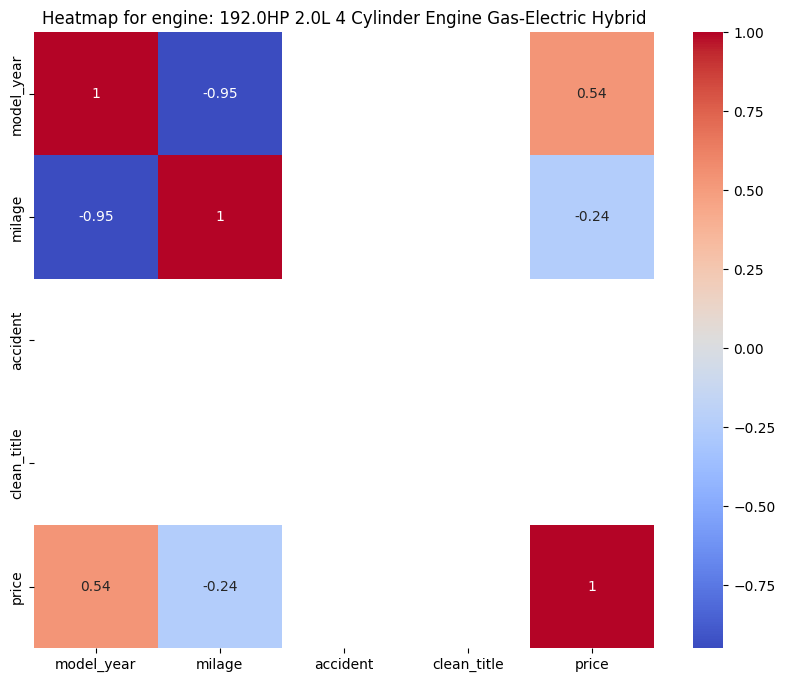 Heatmap for engine: 192.0HP 2.0L 4 Cylinder Engine Gas-Electric Hybrid
model_year
1
-0.95
0.54
milage
-0.95
1
-0.24
accident
clean_title
price
0.54
-0.24
1
model_year
milage
accident
clean_title
price
1.00
0.75
0.50
0.25
0.00
−0.25
−0.50
−0.75